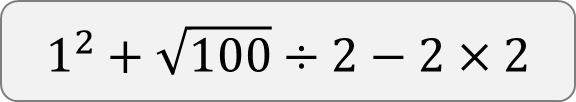 1² + √100 ÷ 2 − 2 × 2